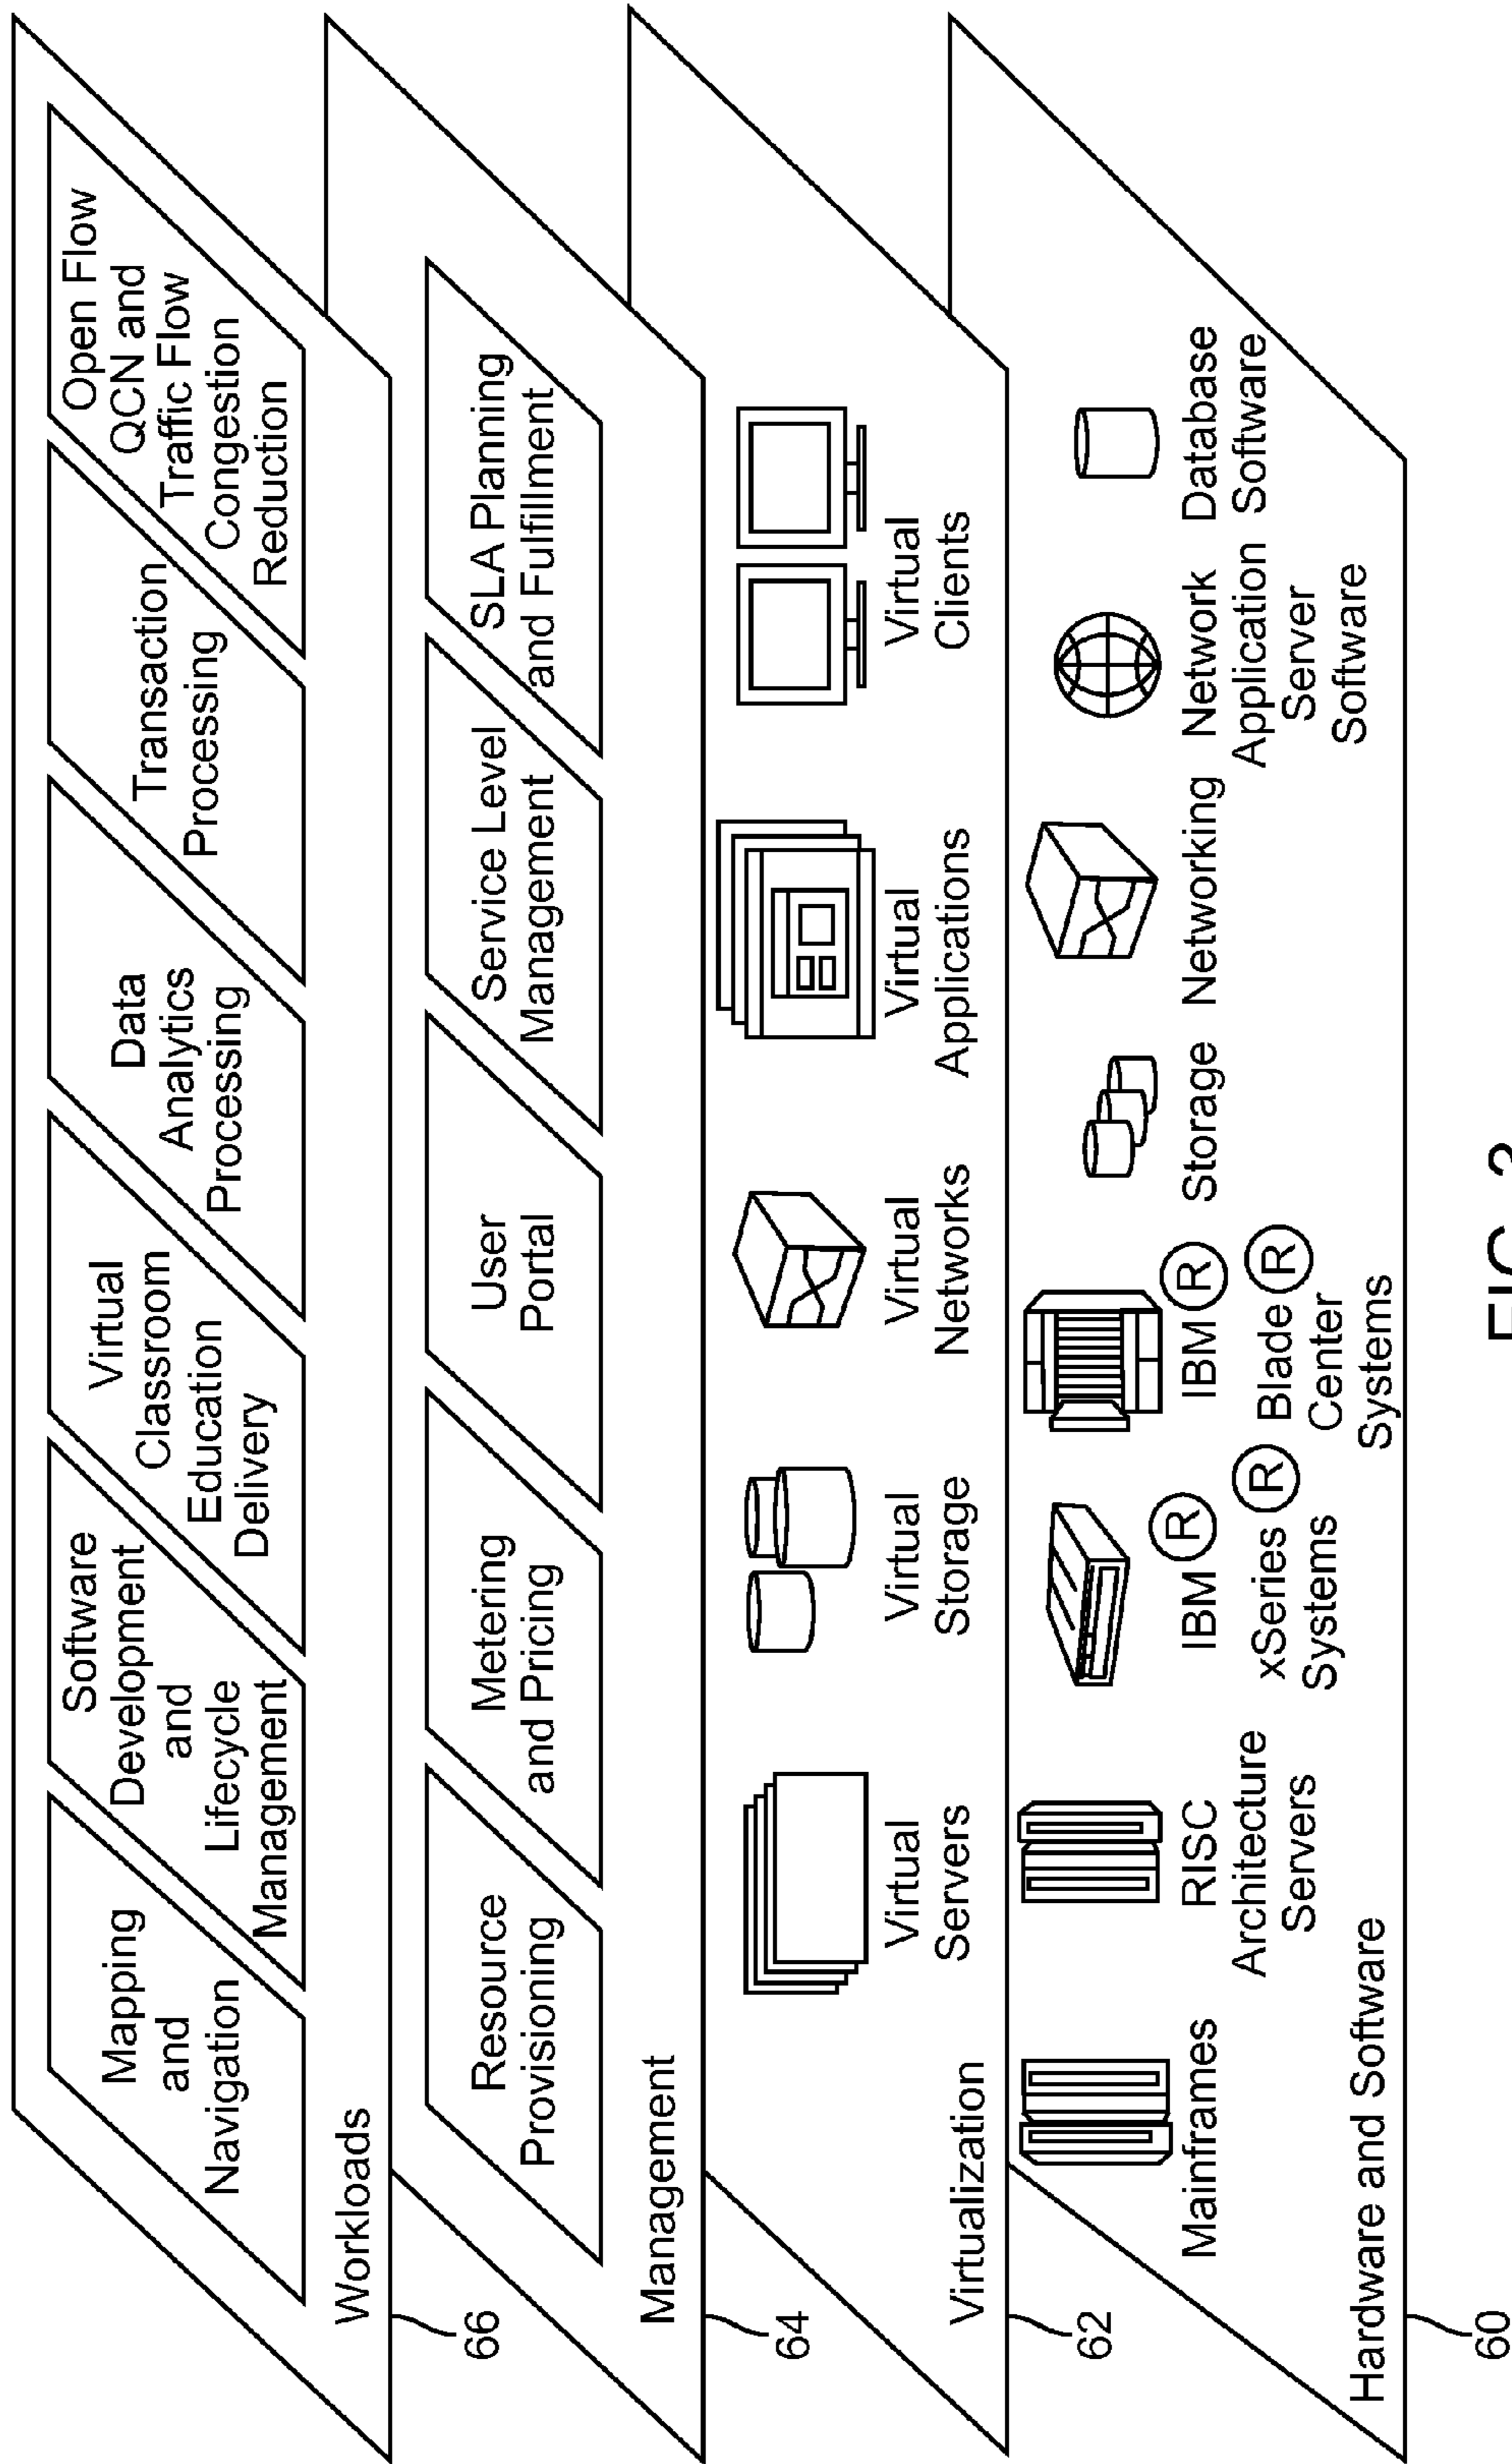 Mapping
and
Navigation
Software
Development
and
Lifecycle
Management
Virtual
Classroom
Education
Delivery
Data
Analytics
Processing
Transaction
Processing
Open Flow
QCN and
Traffic Flow
Congestion
Reduction
Workloads
66
Resource
Provisioning
Metering
and Pricing
User
Portal
Service Level
Management
SLA Planning
and Fulfillment
Management
64
Virtual
Servers
Virtual
Storage
Virtual
Networks
Virtual
Applications
Virtual
Clients
Virtualization
62
Mainframes
RISC
Architecture
Servers
IBM ®
xSeries ®
Systems
IBM ®
Blade ®
Center
Systems
Storage
Networking
Network
Application
Server
Software
Database
Software
Hardware and Software
60